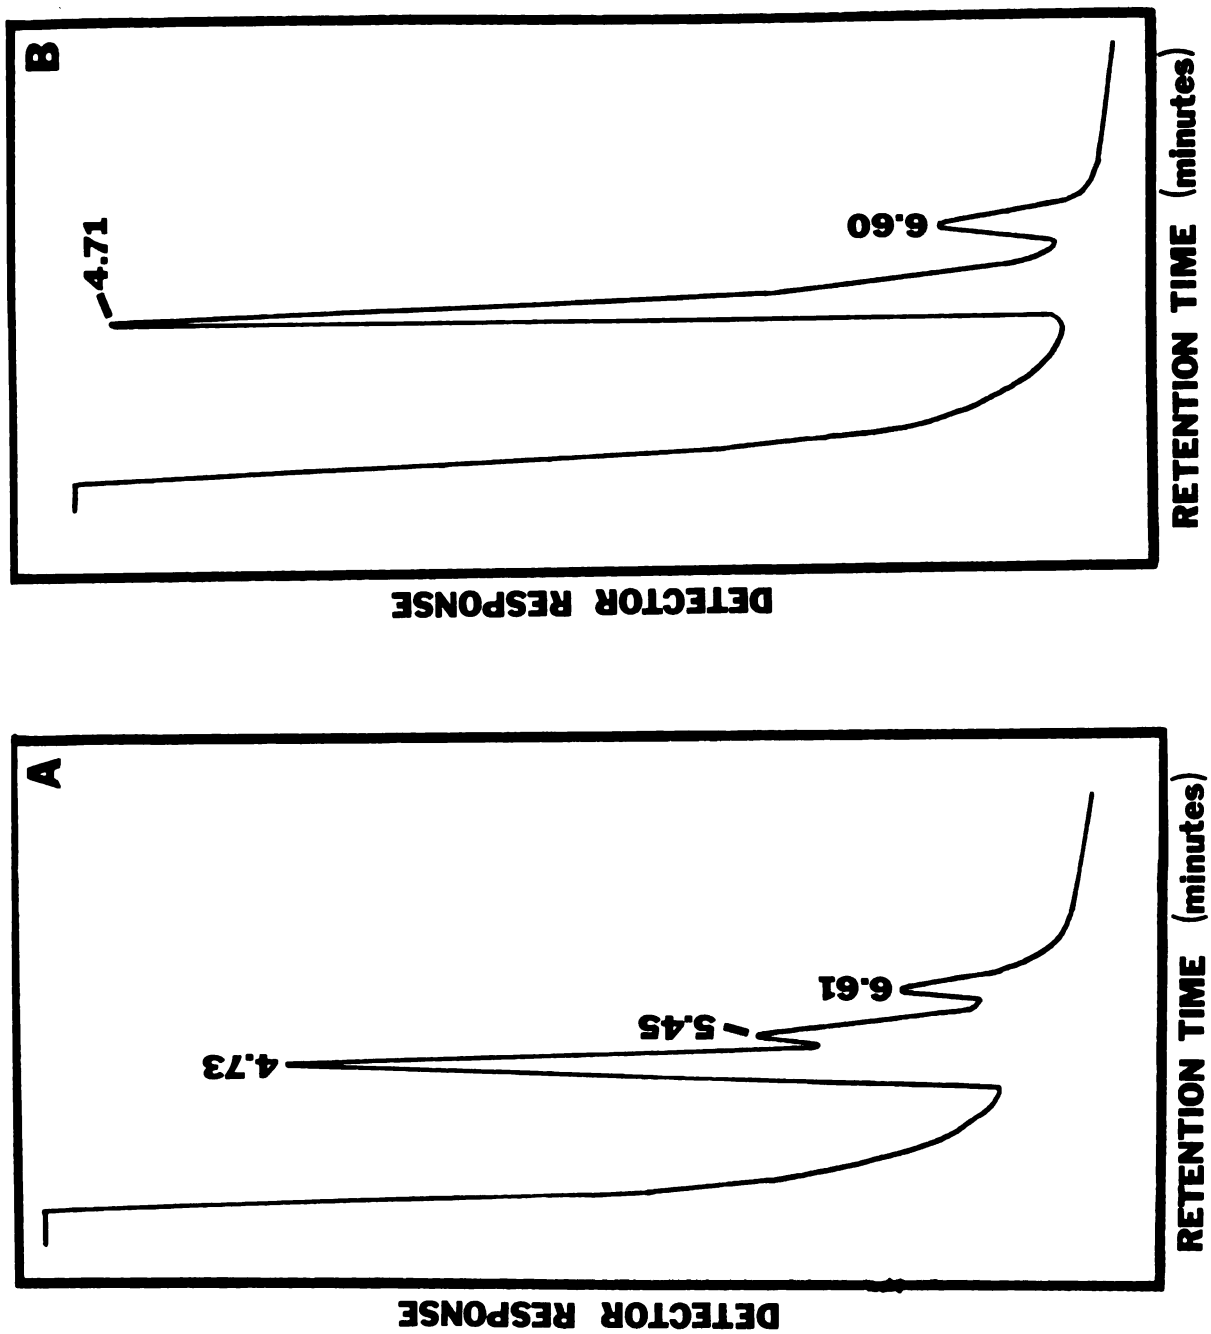 A
4.73
5.45
6.61
DETECTOR RESPONSE
RETENTION TIME (minutes)
B
4.71
6.60
DETECTOR RESPONSE
RETENTION TIME (minutes)